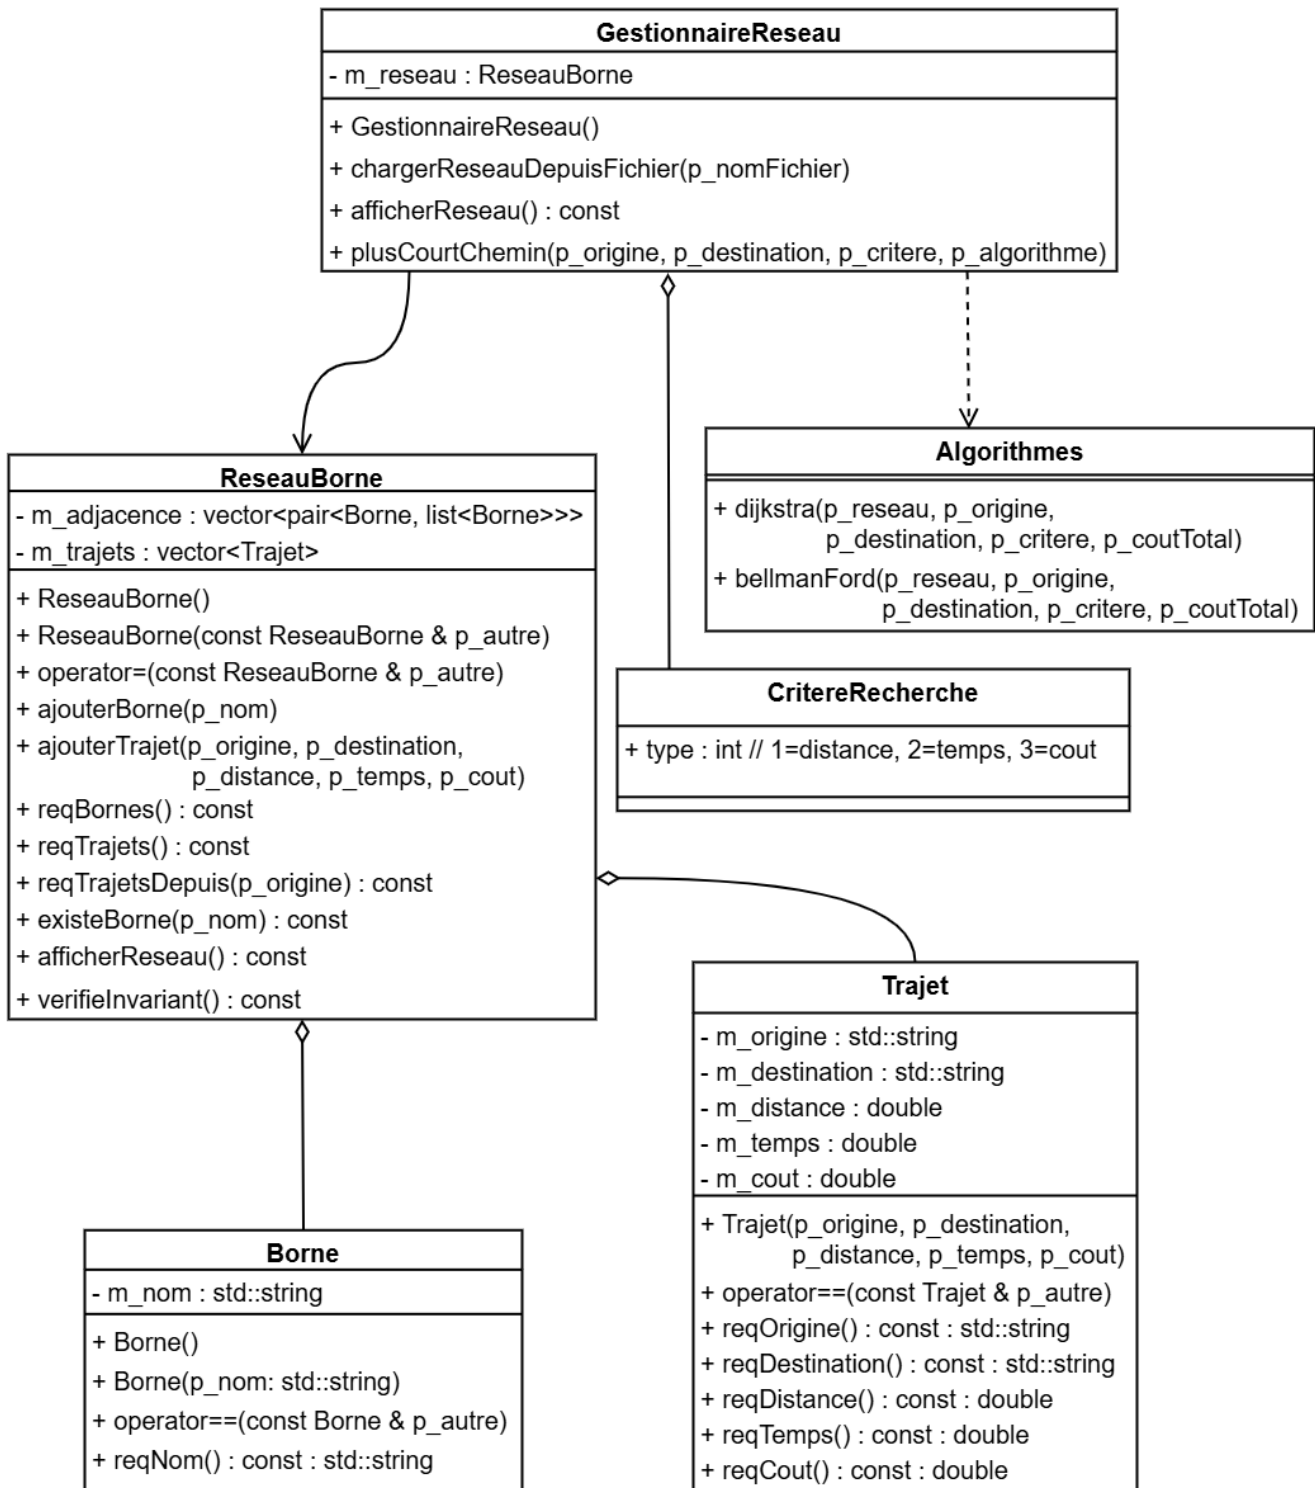 GestionnaireReseau
- m_reseau : ReseauBorne
+ GestionnaireReseau()
+ chargerReseauDepuisFichier(p_nomFichier)
+ afficherReseau() : const
+ plusCourtChemin(p_origine, p_destination, p_critere, p_algorithme)
ReseauBorne
- m_adjacence : vector<pair<Borne, list<Borne>>>
- m_trajets : vector<Trajet>
+ ReseauBorne()
+ ReseauBorne(const ReseauBorne & p_autre)
+ operator=(const ReseauBorne & p_autre)
+ ajouterBorne(p_nom)
+ ajouterTrajet(p_origine, p_destination,
p_distance, p_temps, p_cout)
+ reqBornes() : const
+ reqTrajets() : const
+ reqTrajetsDepuis(p_origine) : const
+ existeBorne(p_nom) : const
+ afficherReseau() : const
+ verifieInvariant() : const
Algorithmes
+ dijkstra(p_reseau, p_origine,
p_destination, p_critere, p_coutTotal)
+ bellmanFord(p_reseau, p_origine,
p_destination, p_critere, p_coutTotal)
CritereRecherche
+ type : int // 1=distance, 2=temps, 3=cout
Trajet
- m_origine : std::string
- m_destination : std::string
- m_distance : double
- m_temps : double
- m_cout : double
+ Trajet(p_origine, p_destination,
p_distance, p_temps, p_cout)
+ operator==(const Trajet & p_autre)
+ reqOrigine() : const : std::string
+ reqDestination() : const : std::string
+ reqDistance() : const : double
+ reqTemps() : const : double
+ reqCout() : const : double
Borne
- m_nom : std::string
+ Borne()
+ Borne(p_nom: std::string)
+ operator==(const Borne & p_autre)
+ reqNom() : const : std::string